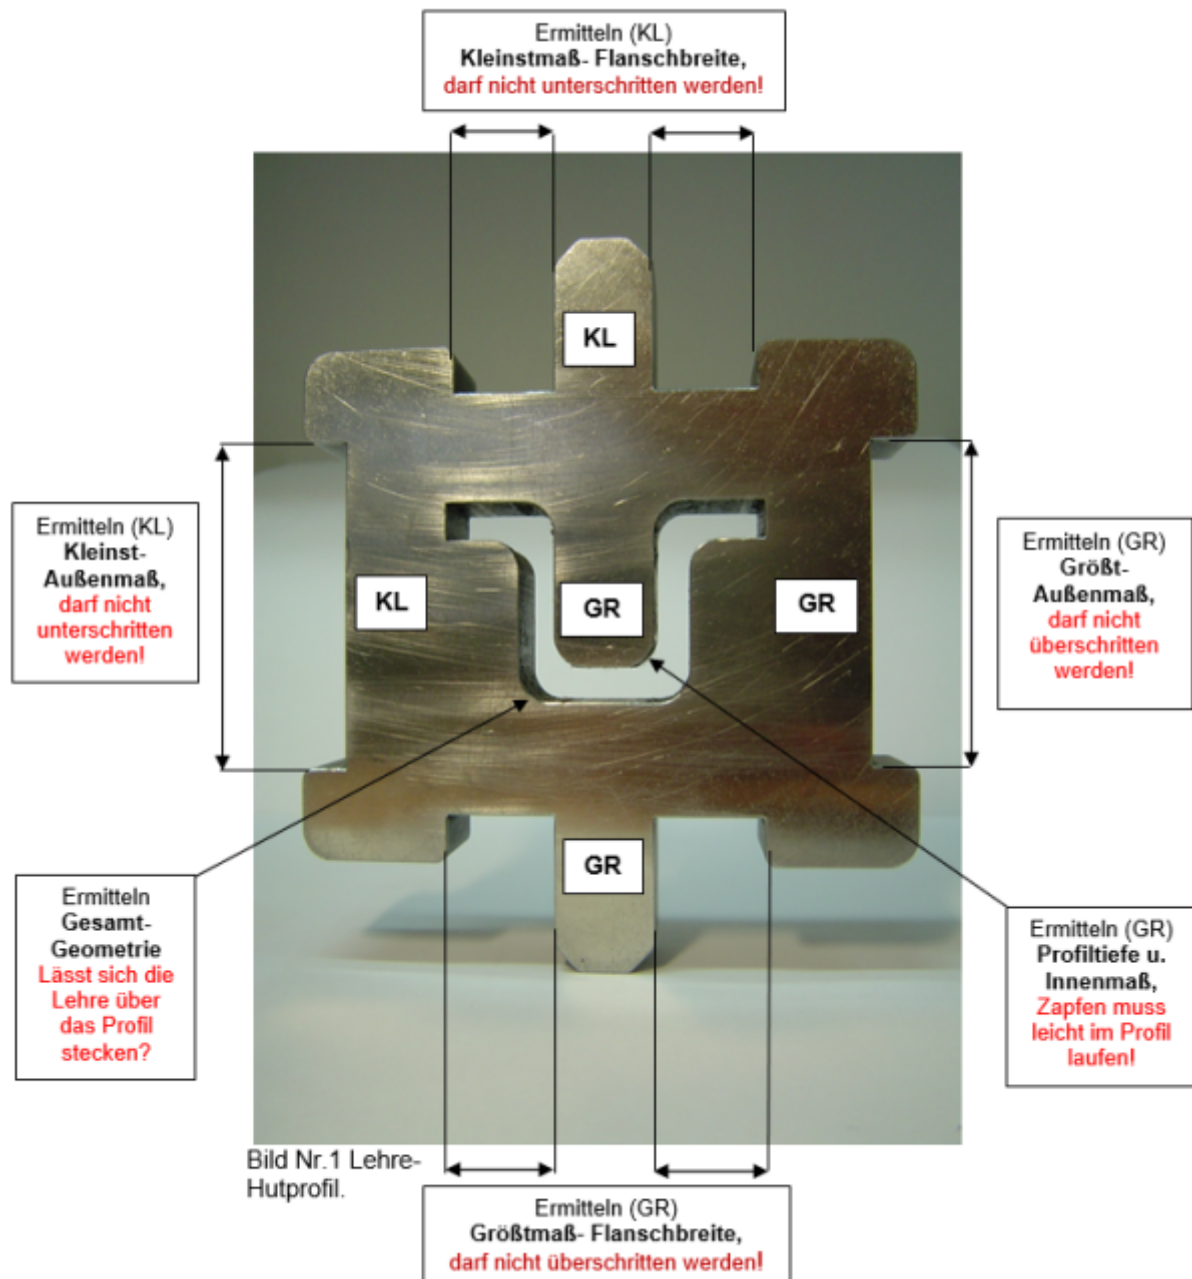 Ermitteln (KL)
Kleinstmaß- Flanschbreite,
darf nicht unterschritten werden!
KL
Ermitteln (KL)
Kleinst-
Außenmaß,
darf nicht
unterschritten
werden!
KL
GR
GR
Ermitteln (GR)
Größt-
Außenmaß,
darf nicht
überschritten
werden!
Ermitteln
Gesamt-
Geometrie
Lässt sich die
Lehre über
das Profil
stecken?
GR
Ermitteln (GR)
Profiltiefe u.
Innenmaß,
Zapfen muss
leicht im Profil
laufen!
Bild Nr.1 Lehre-
Hutprofil.
Ermitteln (GR)
Größtmaß- Flanschbreite,
darf nicht überschritten werden!